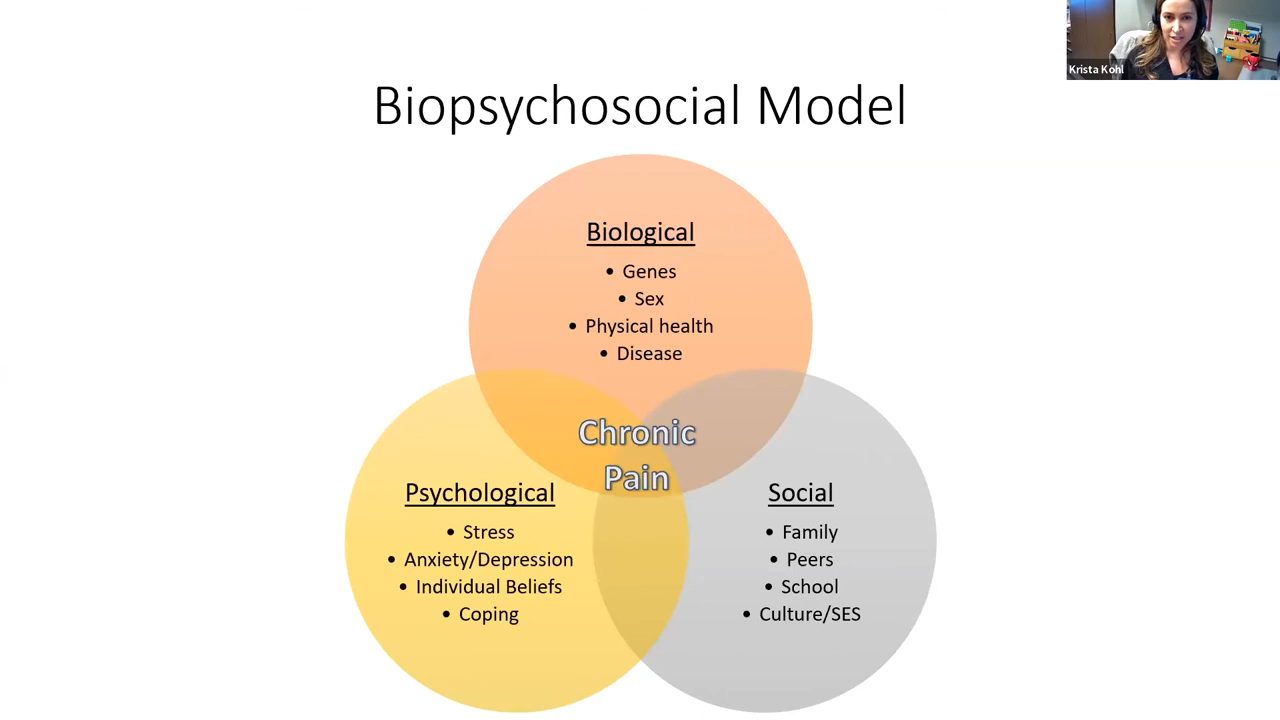 Krista Kohl
Biopsychosocial Model
Biological
• Genes
• Sex
• Physical health
• Disease
Chronic
Pain
Psychological
• Stress
• Anxiety/Depression
• Individual Beliefs
• Coping
Social
• Family
• Peers
• School
• Culture/SES